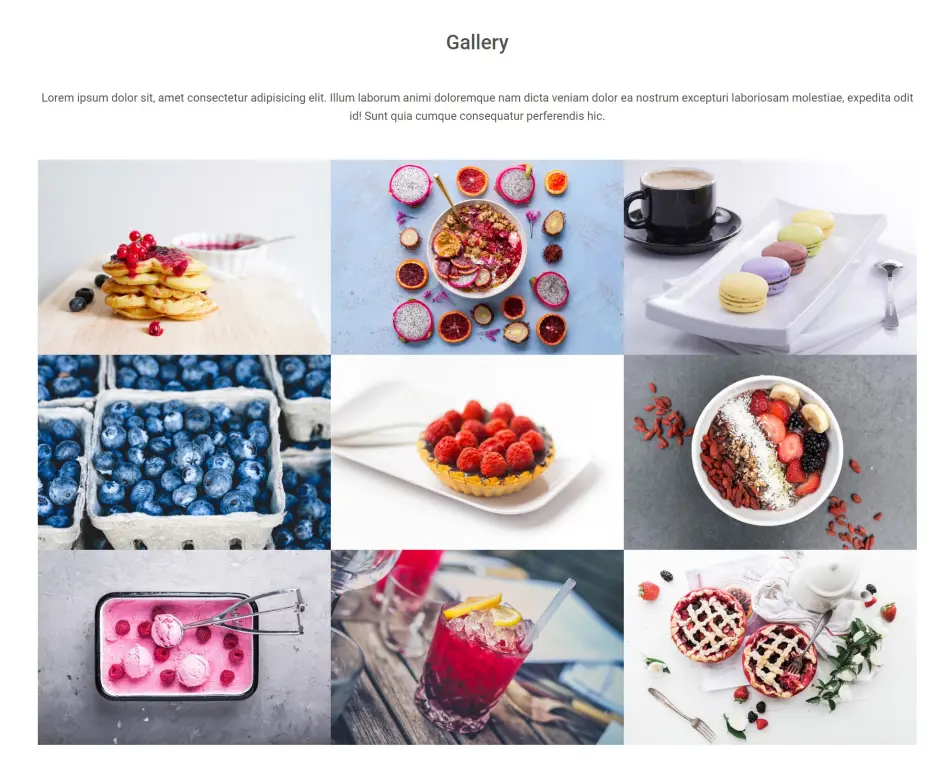 Gallery
Lorem ipsum dolor sit, amet consectetur adipisicing elit. Illum laborum animi doloremque nam dicta veniam dolor ea nostrum excepturi laboriosam molestiae, expedita odit
id! Sunt quia cumque consequatur perferendis hic.